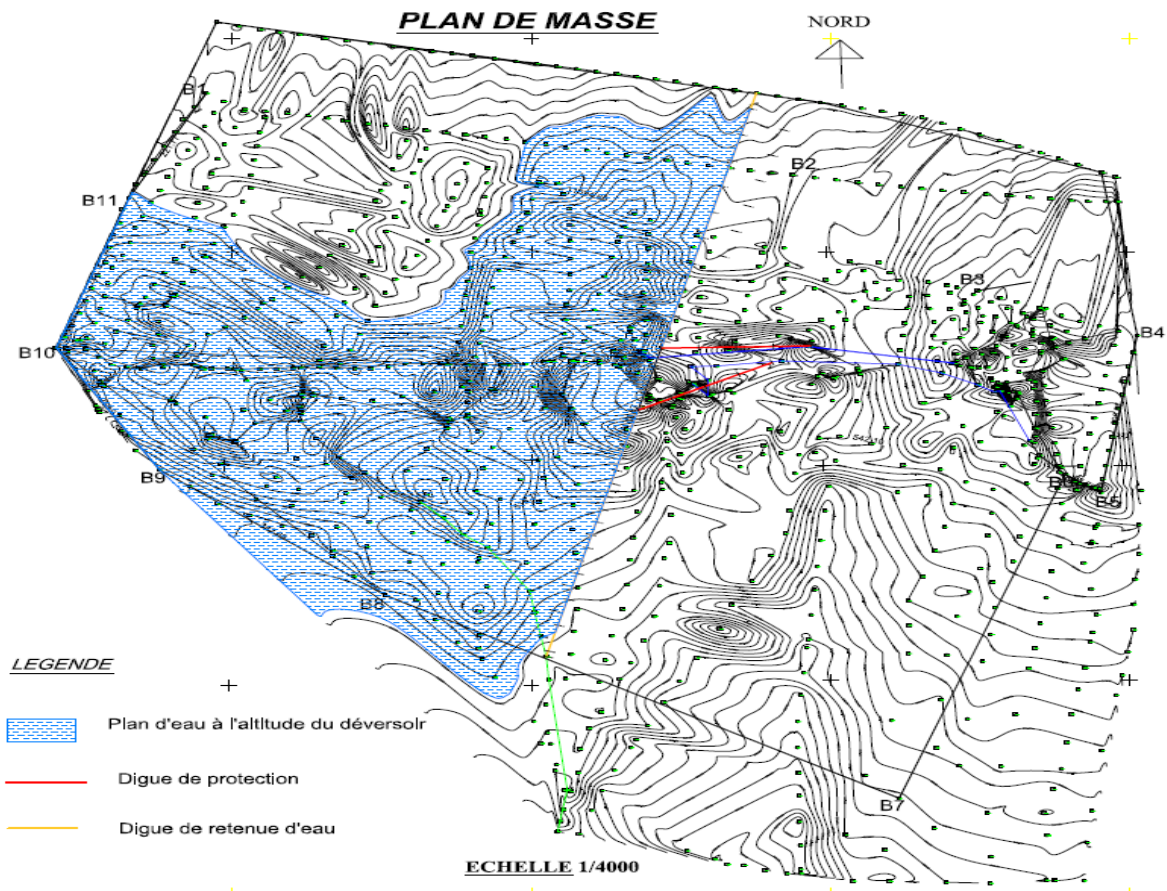 PLAN DE MASSE
NORD
B1
B2
B11
B3
B4
B10
B9
B5
B8
LEGENDE
Plan d'eau à l'altitude du déversoir
Digue de protection
B7
Digue de retenue d'eau
ECHELLE 1/4000